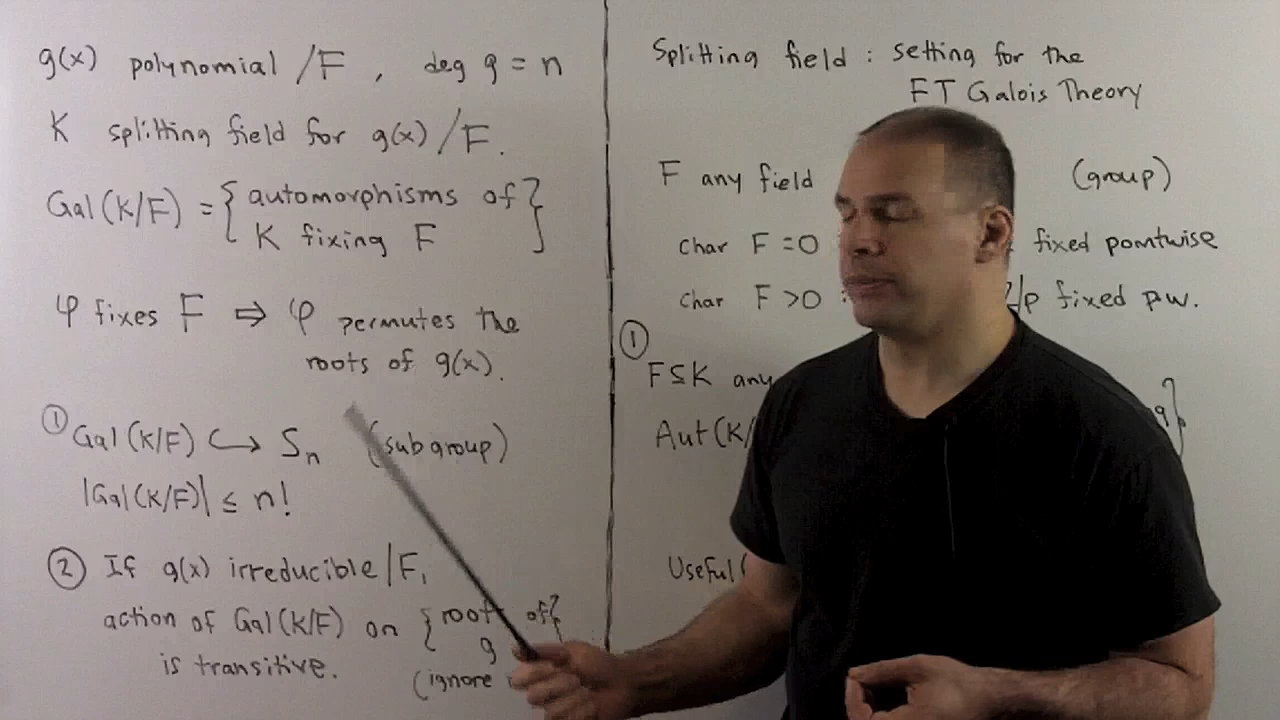 g(x) polynomial /F , deg g = n
K splitting field for g(x)/F.
Gal(K/F) = { automorphisms of
K fixing F }
φ fixes F ⇒ φ permutes the
roots of g(x).
① Gal(K/F) ↪ Sn (subgroup)
|Gal(K/F)| ≤ n!
② If g(x) irreducible /F,
action of Gal(K/F) on { roots of
g }
is transitive. (ignore
Splitting field : setting for the
FT Galois Theory
F any field (group)
char F = 0 fixed pointwise
char F > 0 : /p fixed p.w.
①
F ⊆ K any
Aut(K/
Useful